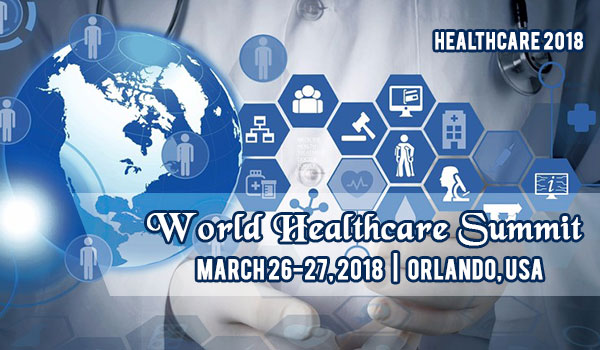 HEALTHCARE 2018
World Healthcare Summit
MARCH 26-27, 2018 | ORLANDO, USA